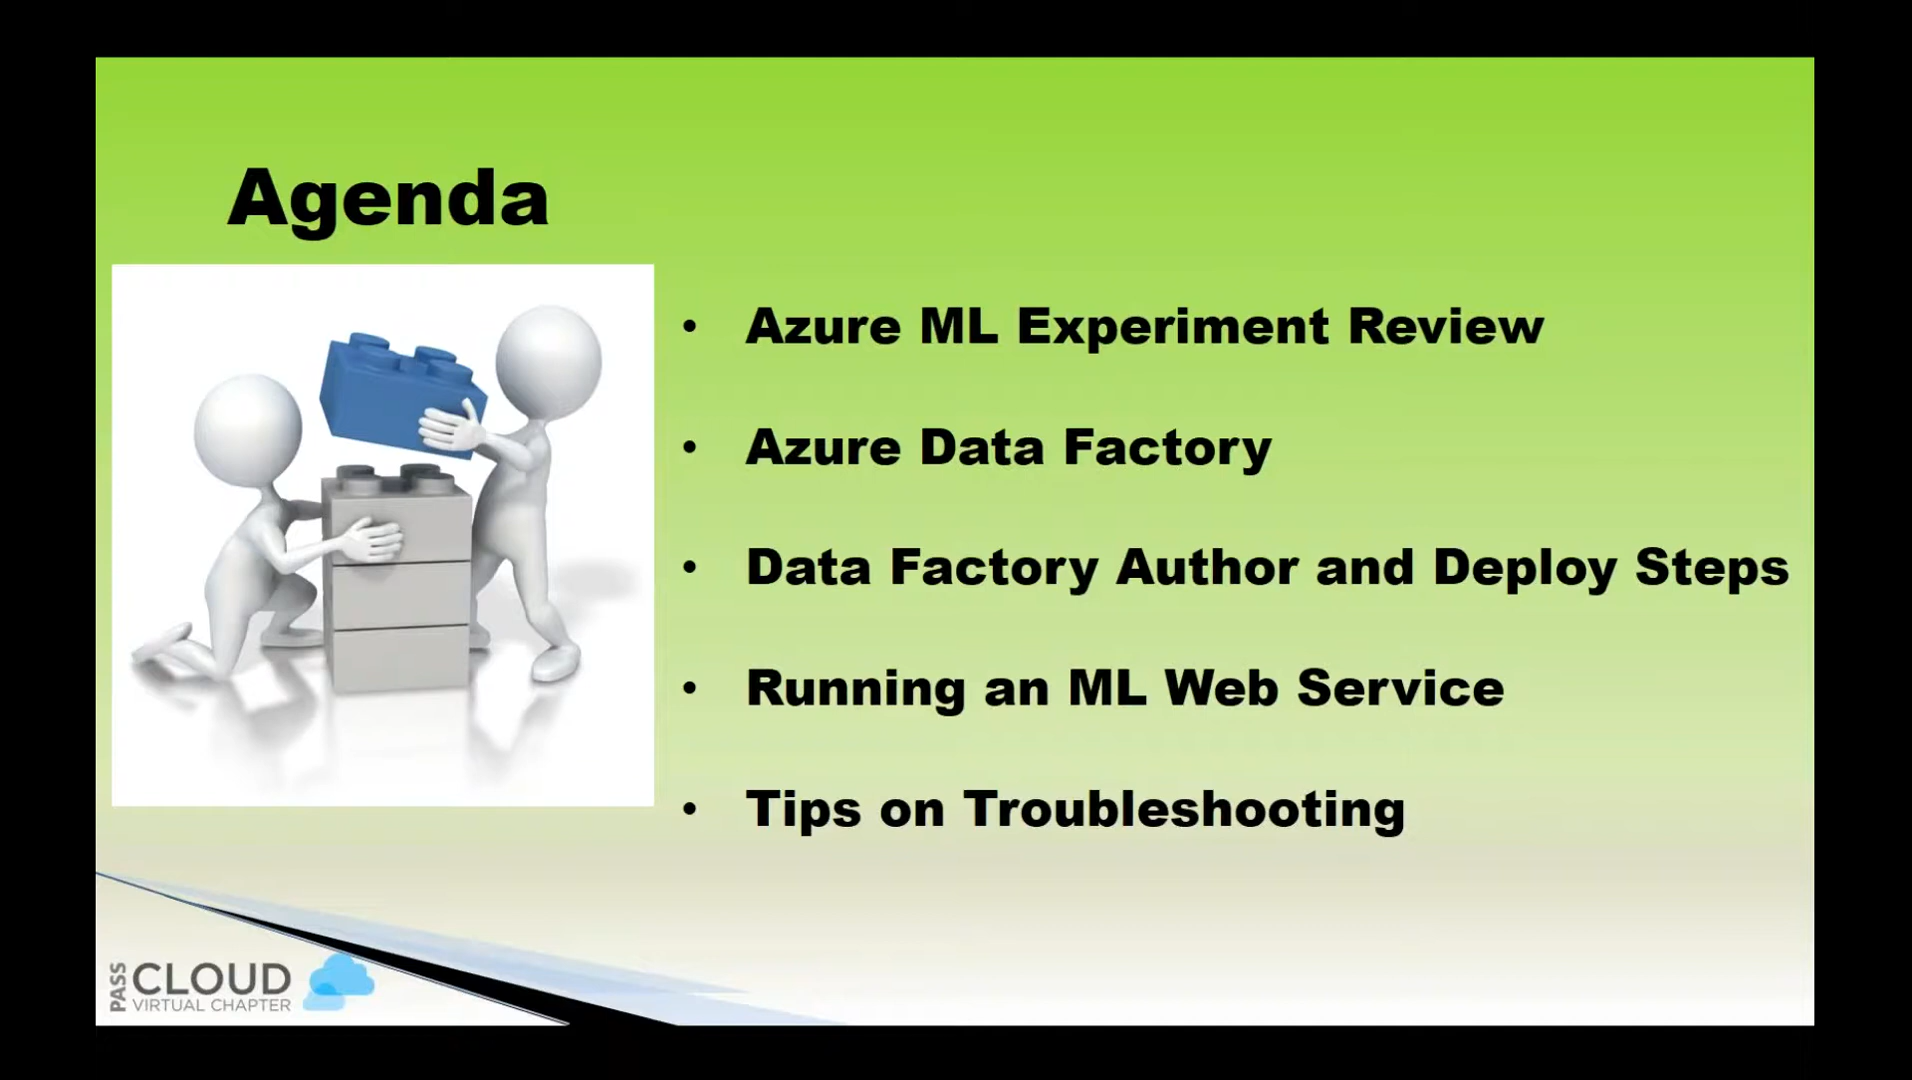 Agenda
• Azure ML Experiment Review
• Azure Data Factory
• Data Factory Author and Deploy Steps
• Running an ML Web Service
• Tips on Troubleshooting
PASS
CLOUD
VIRTUAL CHAPTER